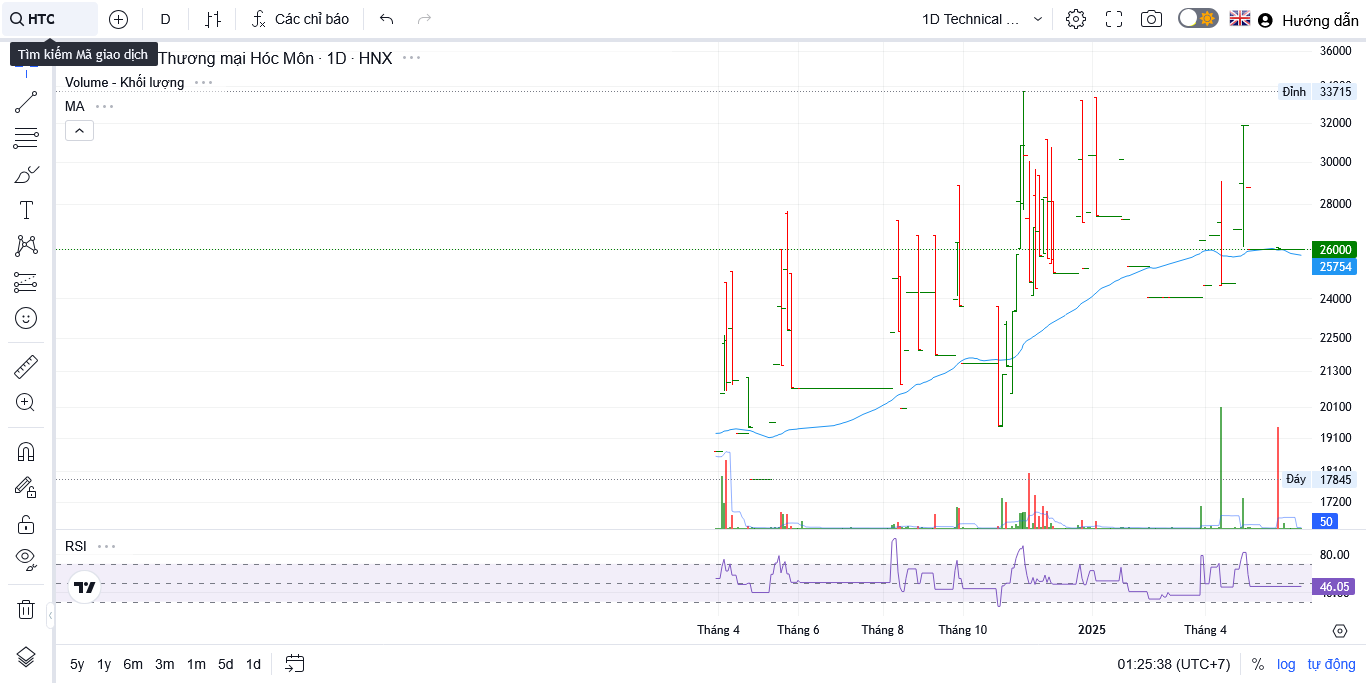 HTC
D
Các chỉ báo
1D Technical ...
Hướng dẫn
Tìm kiếm Mã giao dịch
Thương mại Hóc Môn · 1D · HNX
Volume - Khối lượng
MA
36000
Đỉnh 33715
32000
30000
28000
26000
25754
24000
22500
21300
20100
19100
18100
Đáy 17845
17200
50
RSI
80.00
46.05
Tháng 4 Tháng 6 Tháng 8 Tháng 10 2025 Tháng 4
5y 1y 6m 3m 1m 5d 1d
01:25:38 (UTC+7) % log tự động